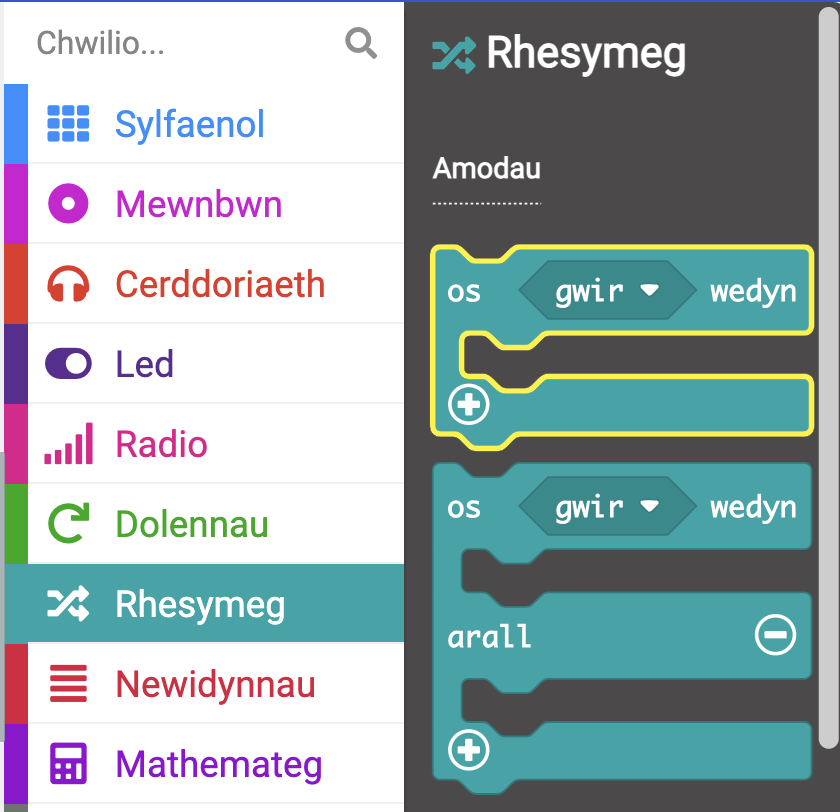 Chwilio...
Sylfaenol
Mewnbwn
Cerddoriaeth
Led
Radio
Dolennau
Rhesymeg
Newidynnau
Mathemateg
Rhesymeg
Amodau
os gwir wedyn
os gwir wedyn
arall